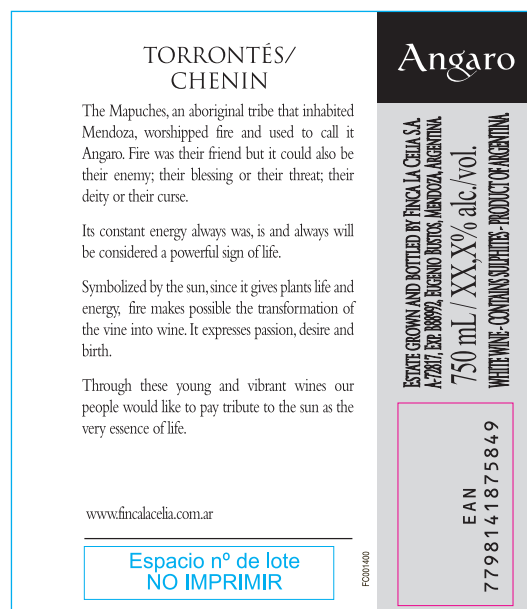 TORRONTÉS/
CHENIN
The Mapuches, an aboriginal tribe that inhabited
Mendoza, worshipped fire and used to call it
Angaro. Fire was their friend but it could also be
their enemy; their blessing or their threat; their
deity or their curse.
Its constant energy always was, is and always will
be considered a powerful sign of life.
Symbolized by the sun, since it gives plants life and
energy, fire makes possible the transformation of
the vine into wine. It expresses passion, desire and
birth.
Through these young and vibrant wines our
people would like to pay tribute to the sun as the
very essence of life.
www.fincalacelia.com.ar
Espacio nº de lote
NO IMPRIMIR
FC001400
Angaro
ESTATE GROWN AND BOTTLED BY FINCA LA CELIA S.A.
A-72817, EXP. B88992, EUGENIO BUSTOS, MENDOZA, ARGENTINA.
750 mL / XX,X% alc./vol.
WHITE WINE - CONTAINS SULPHITES - PRODUCT OF ARGENTINA
EAN
7798141875849